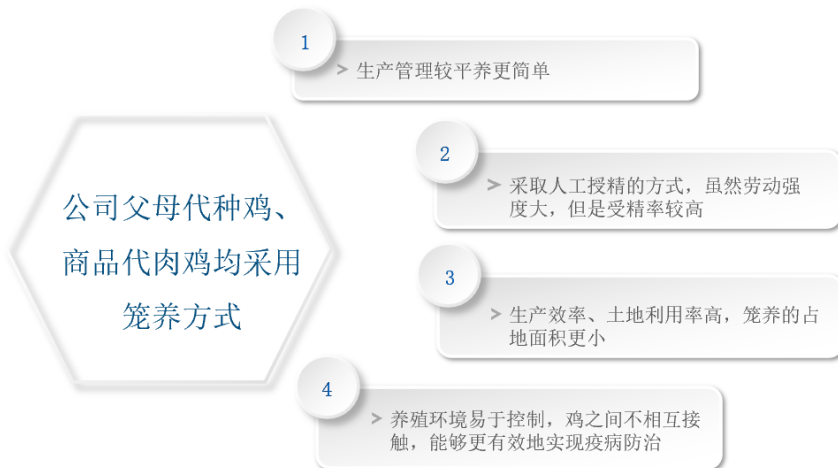 公司父母代种鸡、
商品代肉鸡均采用
笼养方式
1
> 生产管理较平养更简单
2
> 采取人工授精的方式，虽然劳动强
度大，但是受精率较高
3
> 生产效率、土地利用率高，笼养的占
地面积更小
4
> 养殖环境易于控制，鸡之间不相互接
触，能够更有效地实现疫病防治